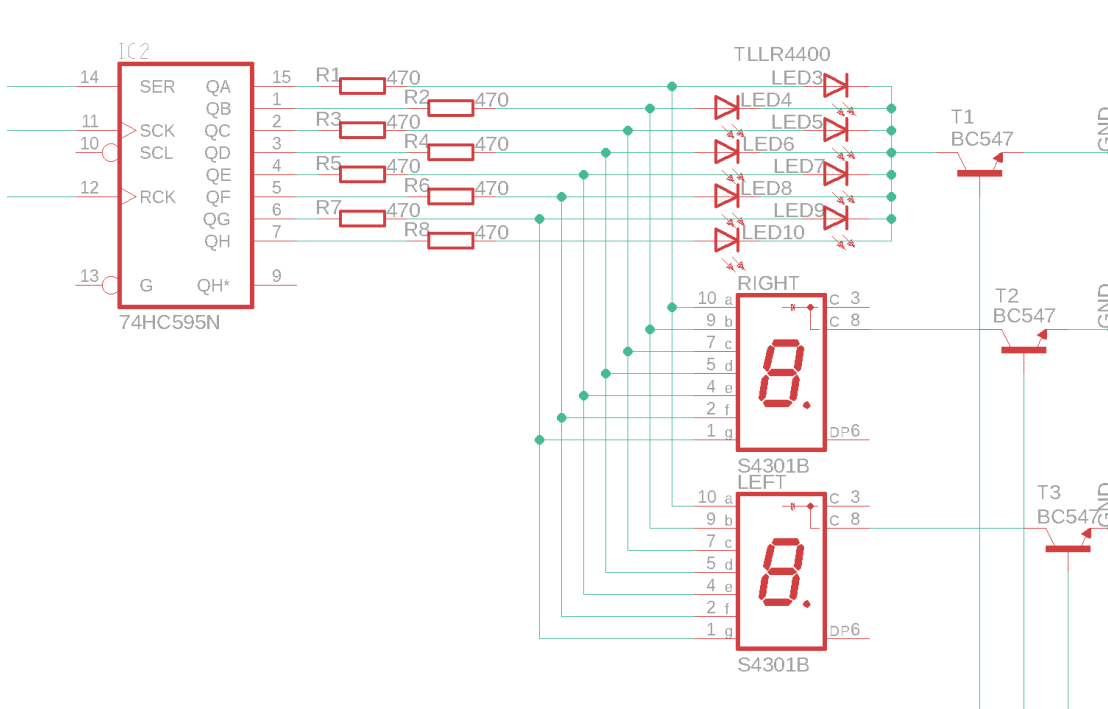 IC2
14 SER QA 15
QB 1
11 SCK QC 2
10 SCL QD 3
QE 4
12 RCK QF 5
QG 6
QH 7
13 G QH* 9
74HC595N
R1 470
R2 470
R3 470
R4 470
R5 470
R6 470
R7 470
R8 470
TLLR4400
LED3
LED4
LED5
LED6
LED7
LED8
LED9
LED10
T1
BC547
GND
RIGHT
10 a C 3
9 b C 8
7 c
5 d
4 e
2 f
1 g DP6
S4301B
T2
BC547
GND
LEFT
10 a C 3
9 b C 8
7 c
5 d
4 e
2 f
1 g DP6
S4301B
T3
BC547
GND